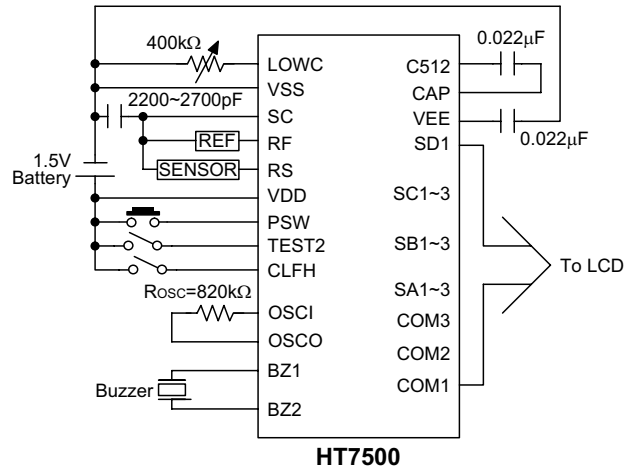 400kΩ
LOWC
C512
0.022μF
VSS
CAP
2200~2700pF
SC
VEE
REF
RF
SD1
0.022μF
SENSOR
RS
1.5V
Battery
VDD
SC1~3
PSW
TEST2
SB1~3
CLFH
To LCD
ROSC=820kΩ
SA1~3
OSCI
COM3
OSCO
COM2
BZ1
COM1
Buzzer
BZ2
HT7500